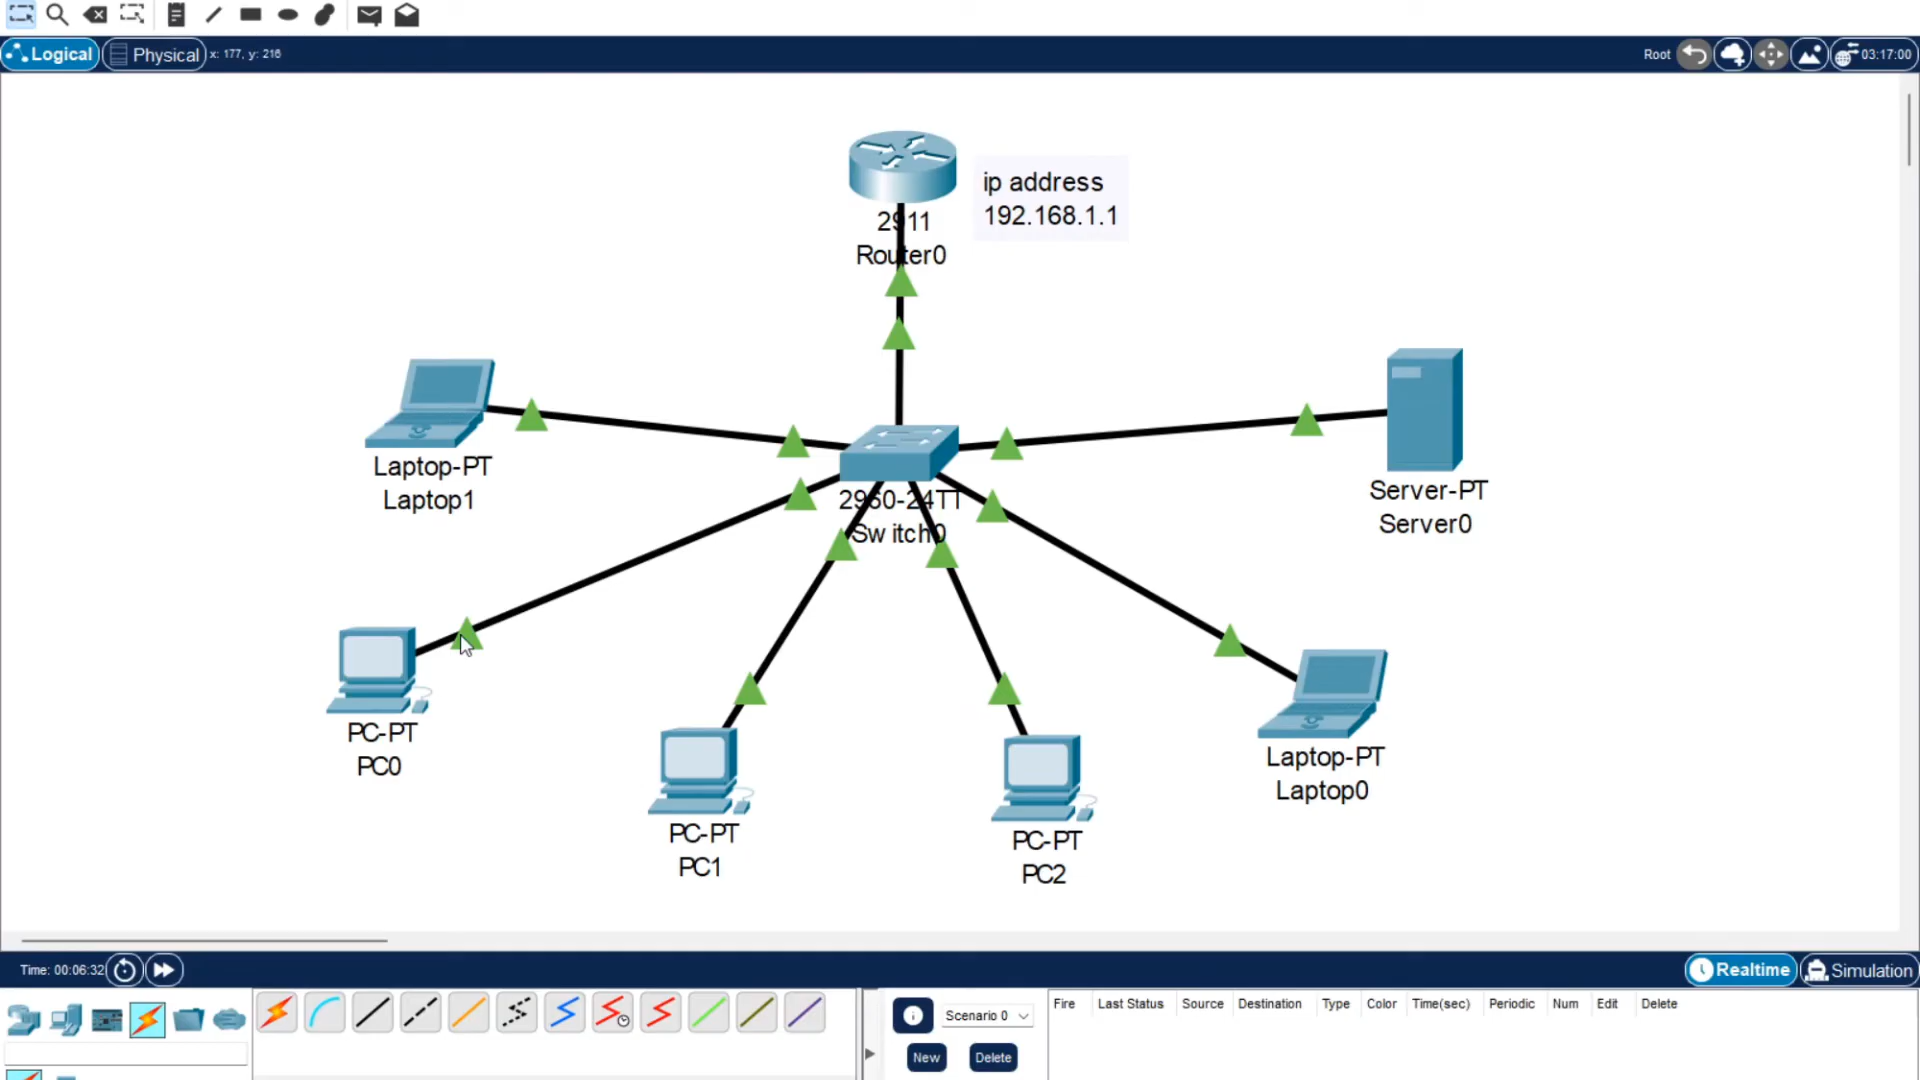 Logical
Physical
x: 177, y: 216
Root
03:17:00
ip address
192.168.1.1
2911
Router0
Laptop-PT
Laptop1
2960-24TT
Switch0
Server-PT
Server0
PC-PT
PC0
Laptop-PT
Laptop0
PC-PT
PC1
PC-PT
PC2
Time: 00:06:32
Realtime
Simulation
Scenario 0
New
Delete
Fire Last Status Source Destination Type Color Time(sec) Periodic Num Edit Delete